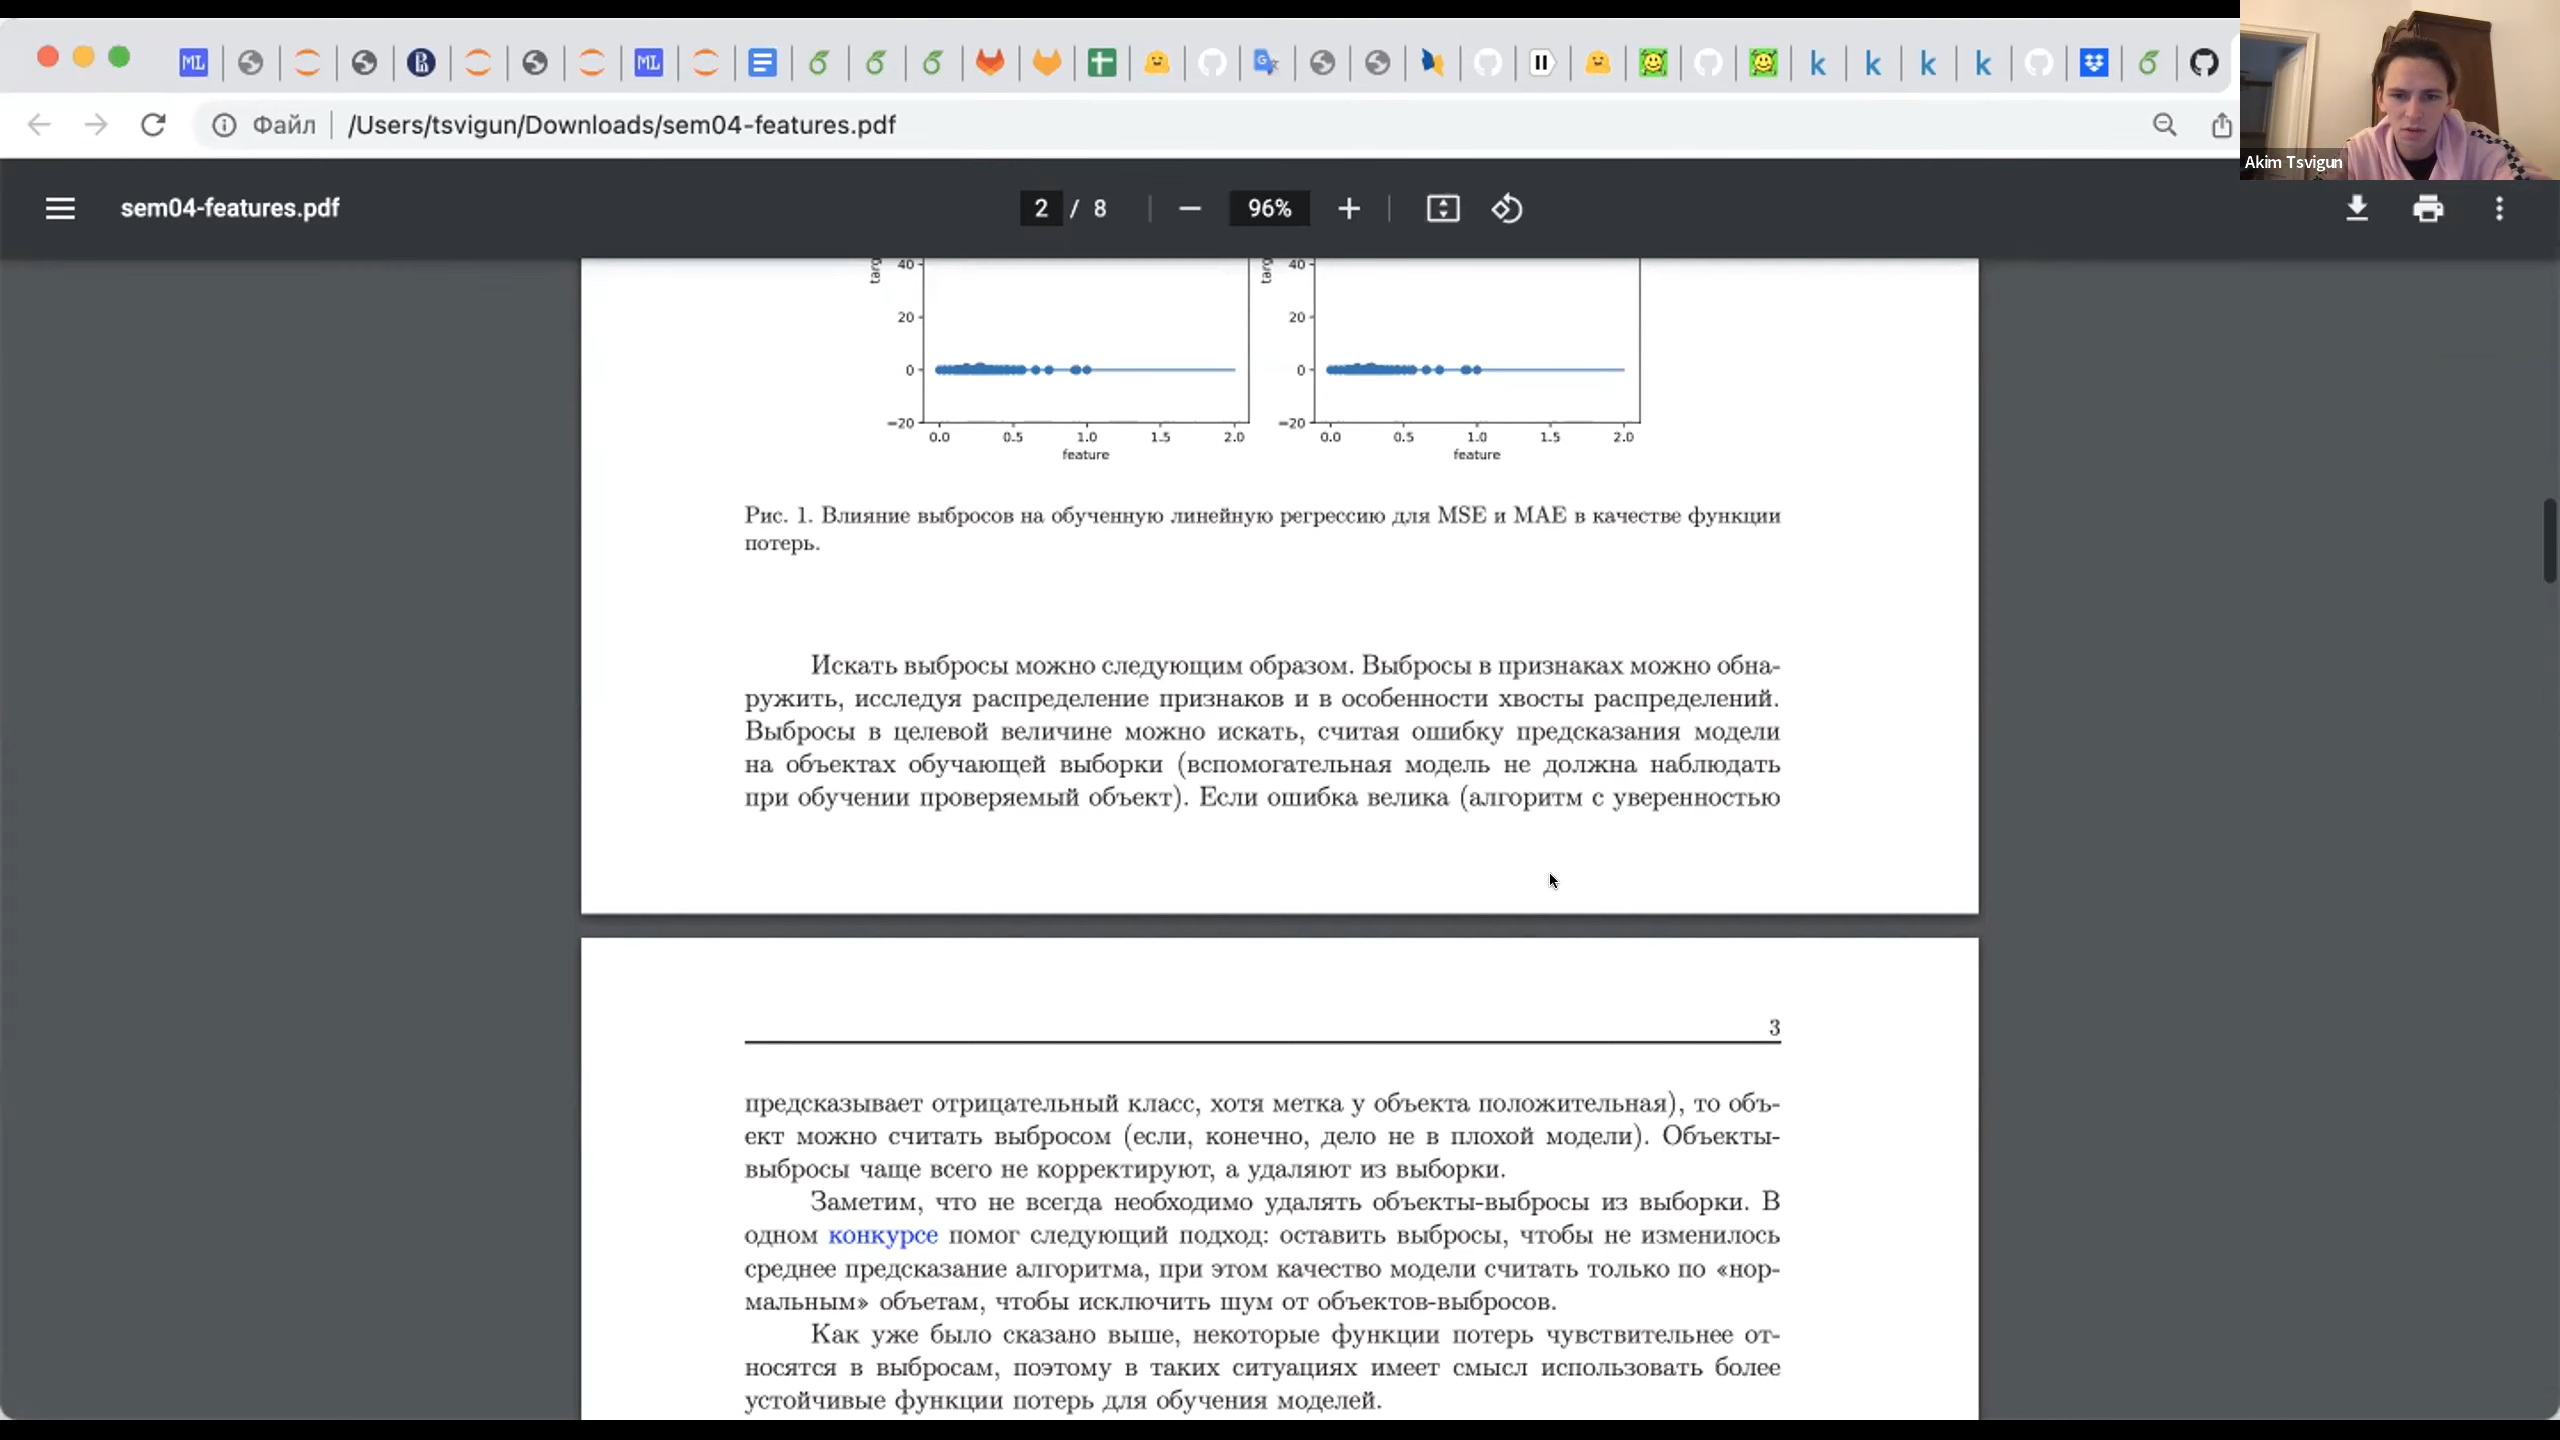 ML
ML
G
k
k
k
k
Файл
/Users/tsvigun/Downloads/sem04-features.pdf
Akim Tsvigun
sem04-features.pdf
2 / 8
96%
40
20
0
−20
0.0 0.5 1.0 1.5 2.0
feature
40
20
0
−20
0.0 0.5 1.0 1.5 2.0
feature
Рис. 1. Влияние выбросов на обученную линейную регрессию для MSE и MAE в качестве функции
потерь.
Искать выбросы можно следующим образом. Выбросы в признаках можно обна-
ружить, исследуя распределение признаков и в особенности хвосты распределений.
Выбросы в целевой величине можно искать, считая ошибку предсказания модели
на объектах обучающей выборки (вспомогательная модель не должна наблюдать
при обучении проверяемый объект). Если ошибка велика (алгоритм с уверенностью
3
предсказывает отрицательный класс, хотя метка у объекта положительная), то объ-
ект можно считать выбросом (если, конечно, дело не в плохой модели). Объекты-
выбросы чаще всего не корректируют, а удаляют из выборки.
Заметим, что не всегда необходимо удалять объекты-выбросы из выборки. В
одном конкурсе помог следующий подход: оставить выбросы, чтобы не изменилось
среднее предсказание алгоритма, при этом качество модели считать только по «нор-
мальным» объетам, чтобы исключить шум от объектов-выбросов.
Как уже было сказано выше, некоторые функции потерь чувствительнее от-
носятся в выбросам, поэтому в таких ситуациях имеет смысл использовать более
устойчивые функции потерь для обучения моделей.